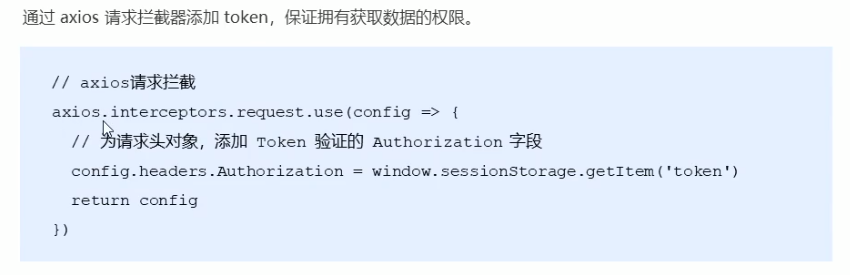 通过 axios 请求拦截器添加 token，保证拥有获取数据的权限。
// axios请求拦截
axios.interceptors.request.use(config => {
// 为请求头对象，添加 Token 验证的 Authorization 字段
config.headers.Authorization = window.sessionStorage.getItem('token')
return config
})